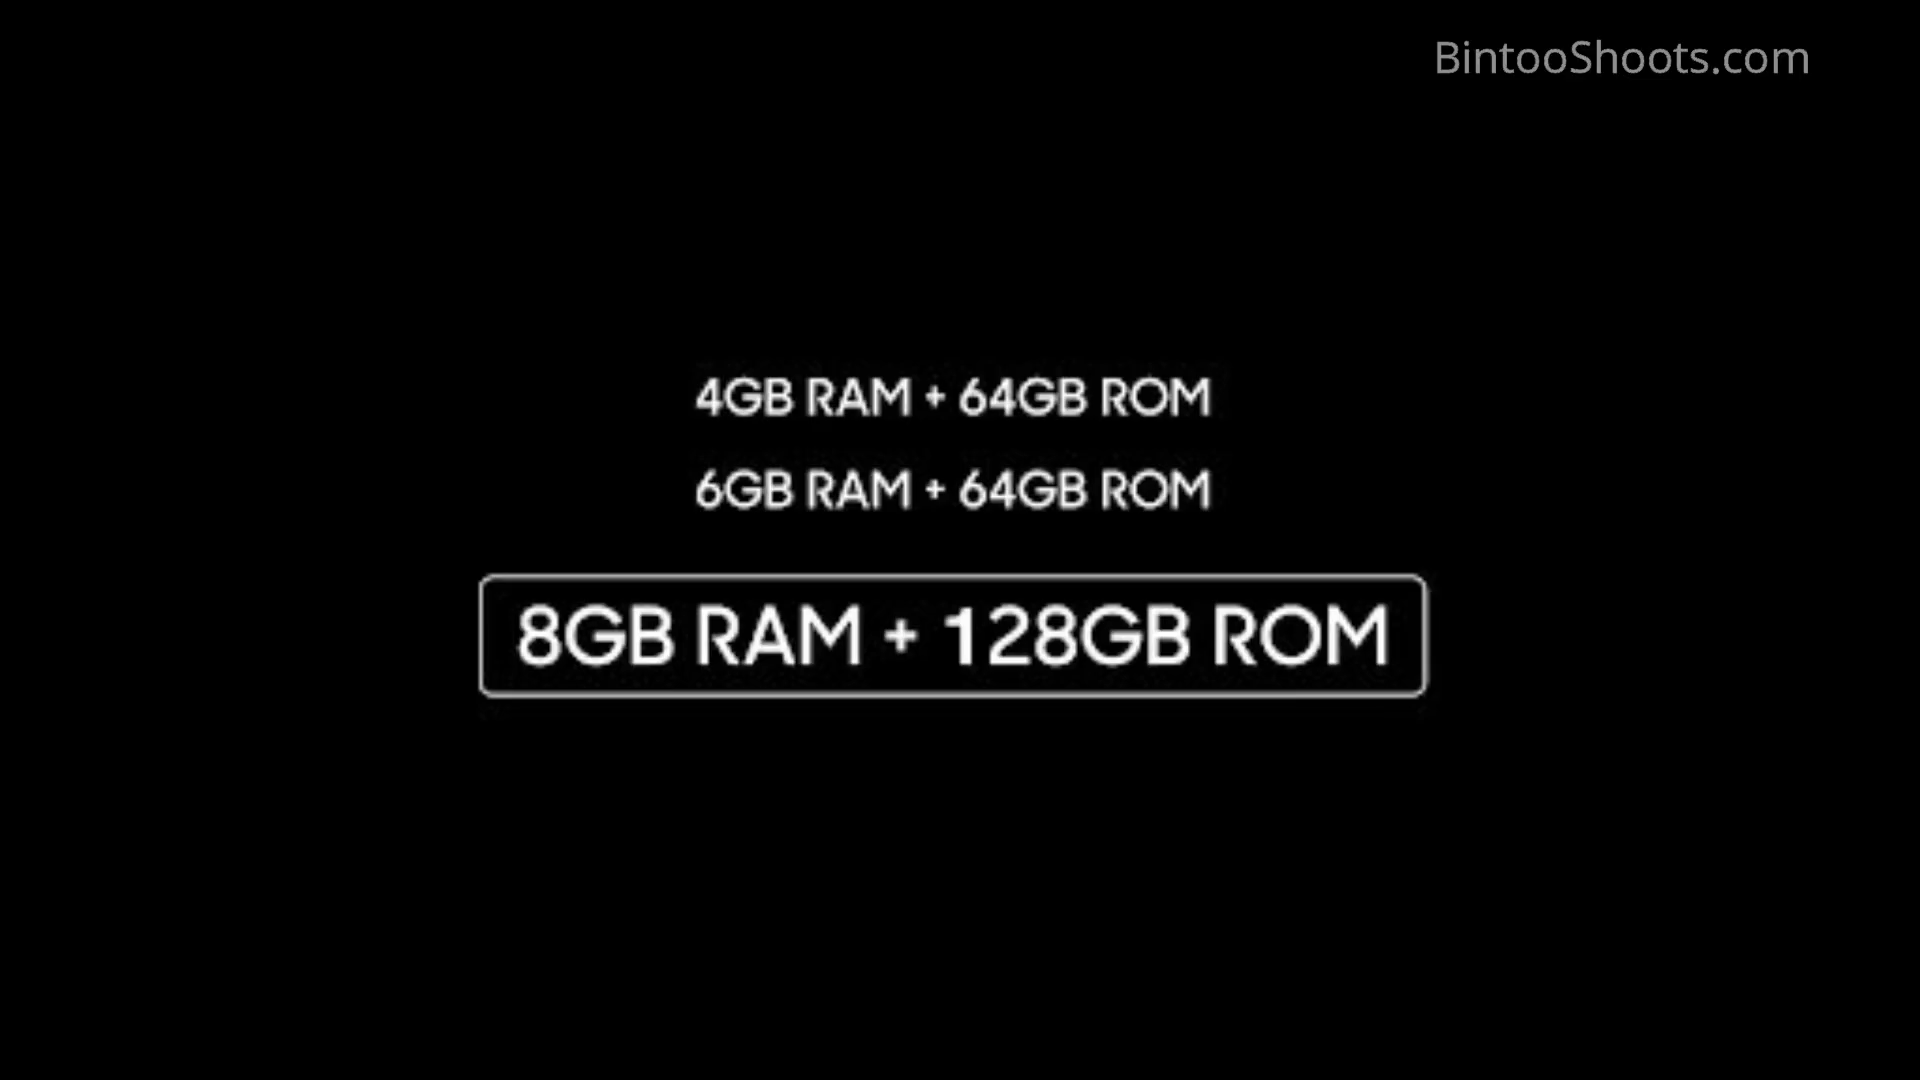 BintooShoots.com
4GB RAM + 64GB ROM
6GB RAM + 64GB ROM
8GB RAM + 128GB ROM